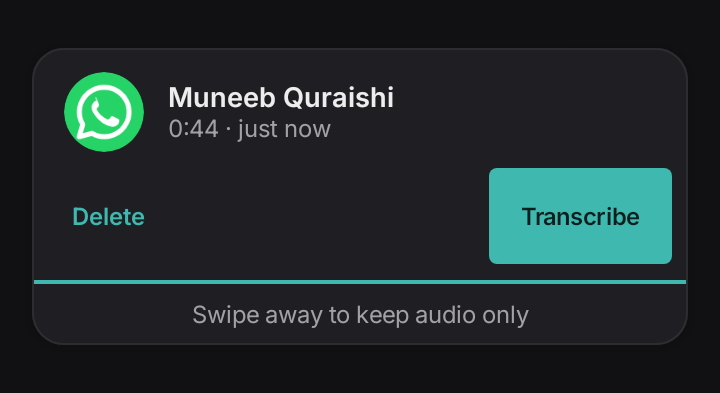 Muneeb Quraishi
0:44 · just now
Delete
Transcribe
Swipe away to keep audio only